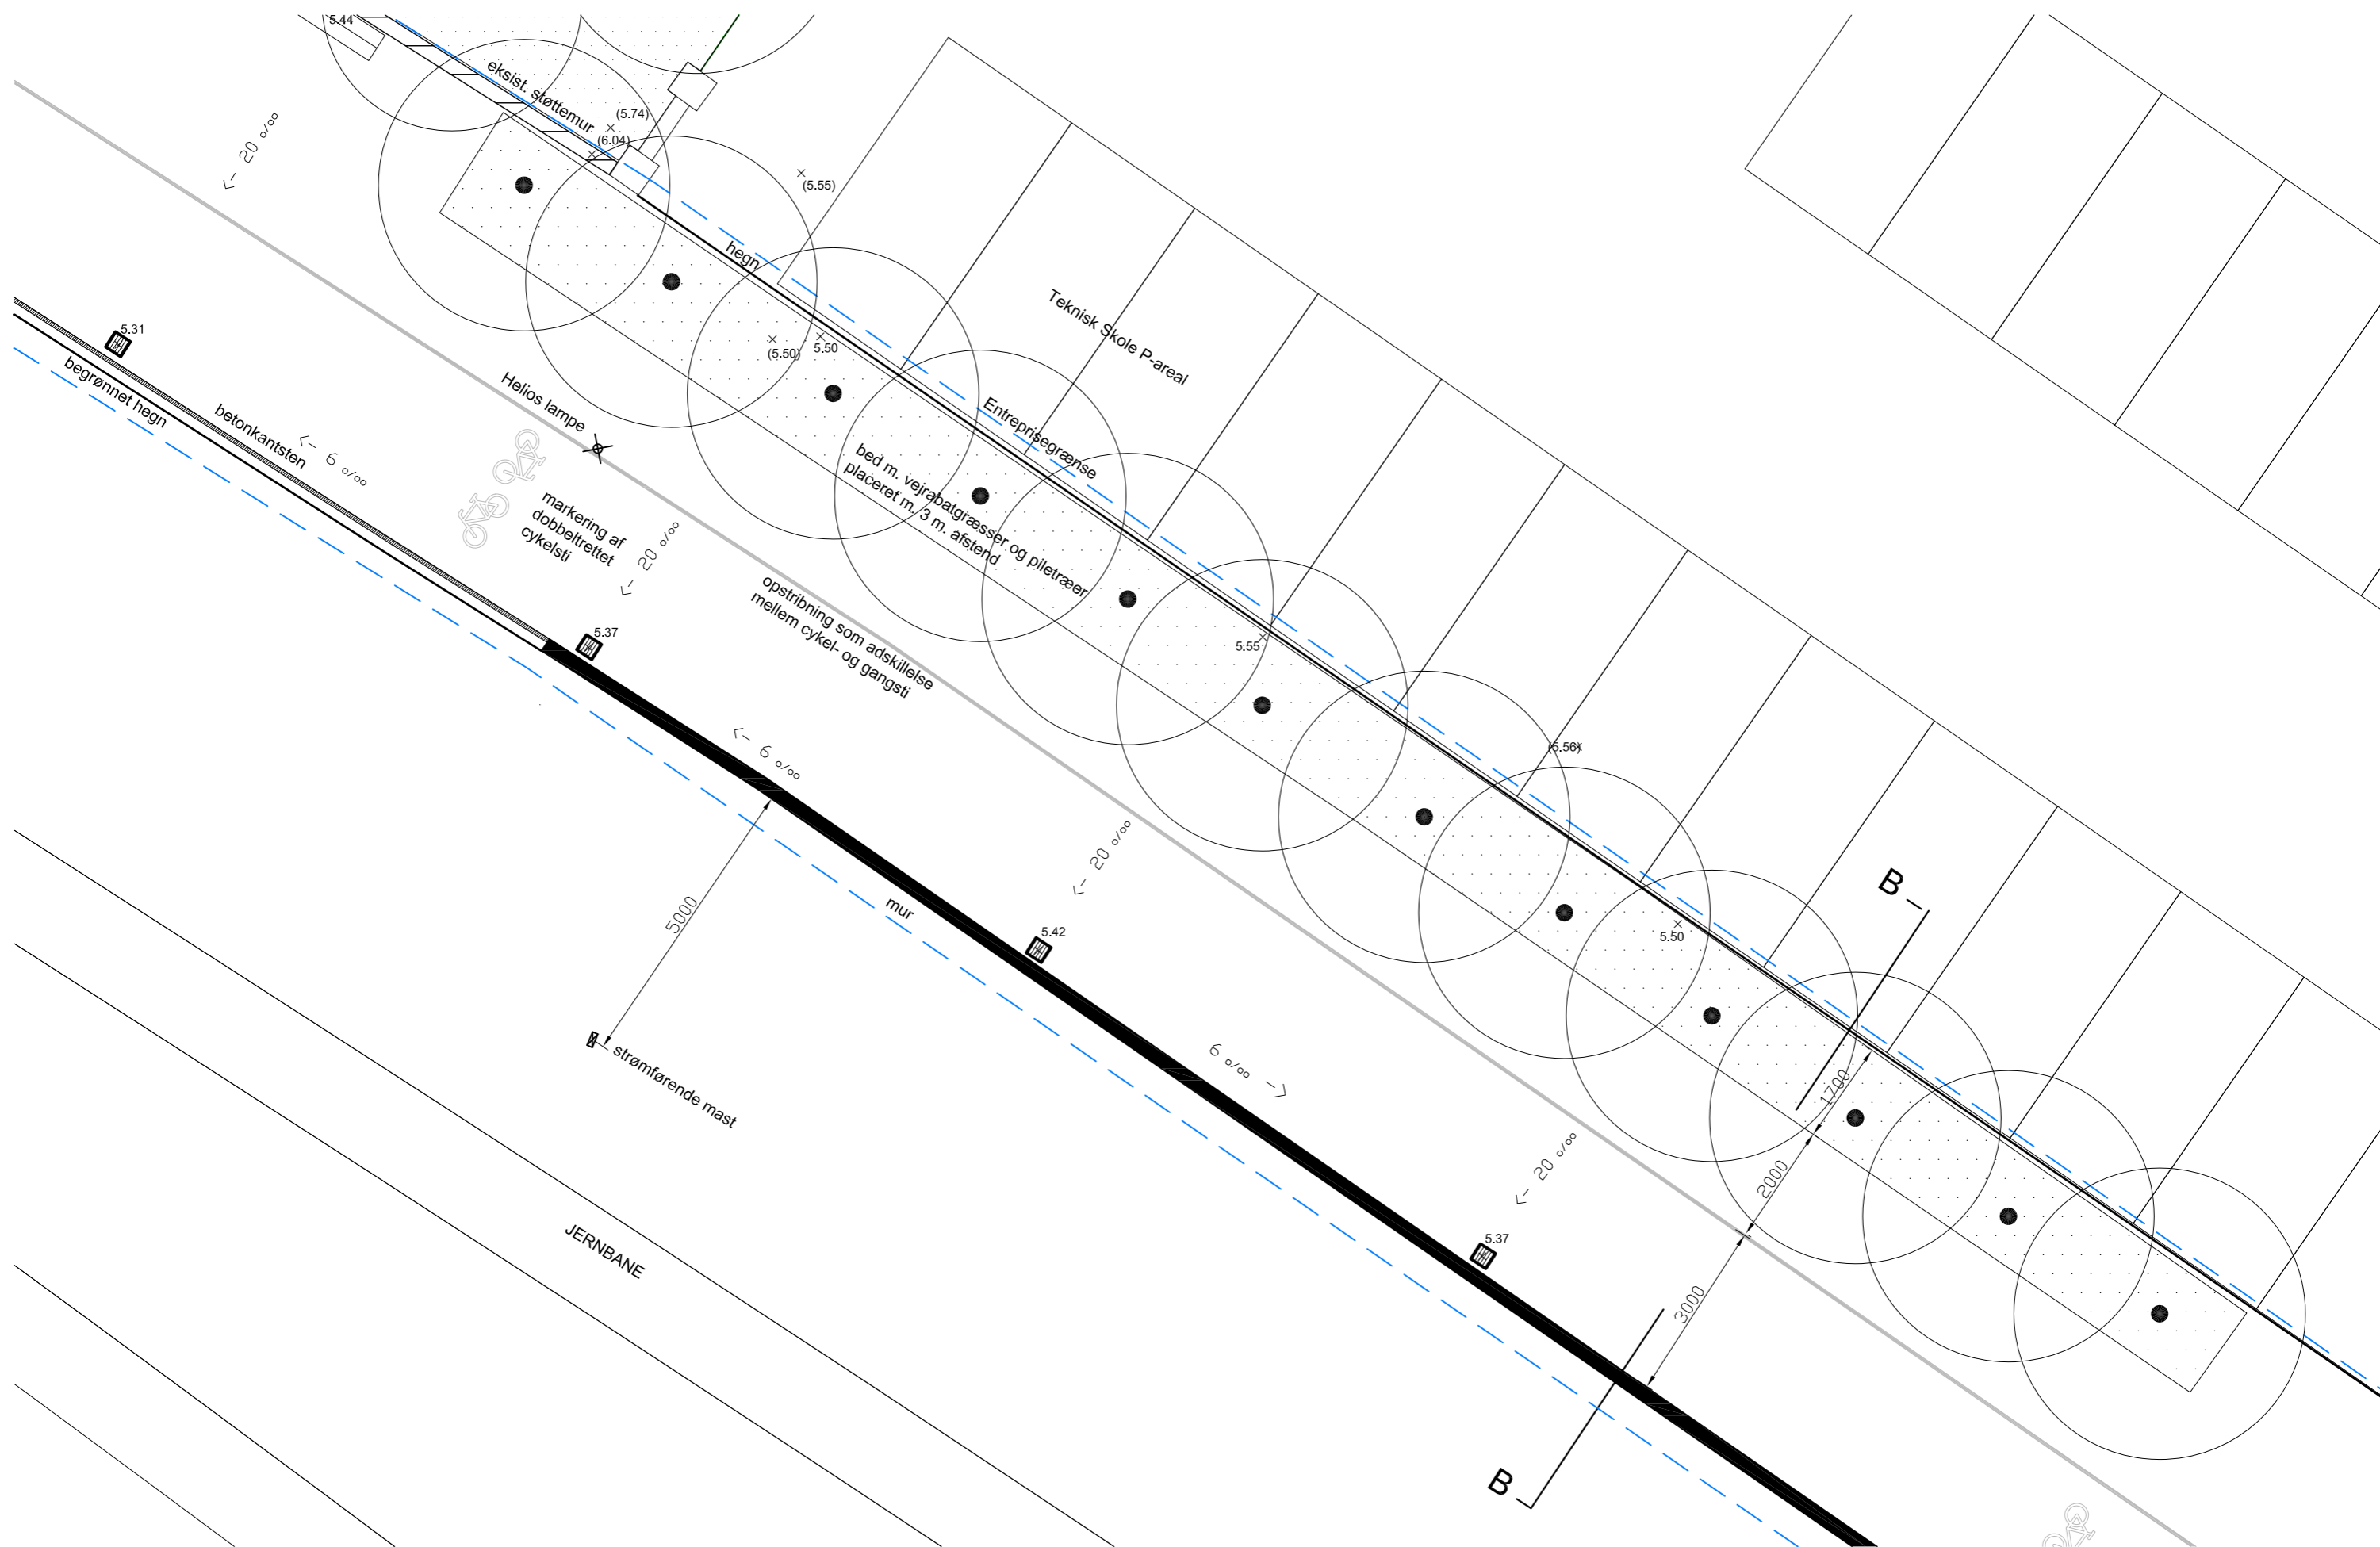 5.44
eksist. støttemur
(5.74)
(6.04)
(5.55)
<- 20 o/oo
hegn
Teknisk Skole P-areal
5.31
(5.50)
5.50
begrønnet hegn
betonkantsten
<- 6 o/oo
Helios lampe
Entreprisegrænse
bed m. vejrabatgræsser og piletræer
placeret m. 3 m. afstend
markering af
dobbeltrettet
cykelsti
<- 20 o/oo
5.37
opstribning som adskillelse
mellem cykel- og gangsti
5.55
<- 6 o/oo
(5.56)
5000
mur
<- 20 o/oo
5.42
5.50
B
strømførende mast
6 o/oo ->
1700
<- 20 o/oo
2000
5.37
3000
JERNBANE
B